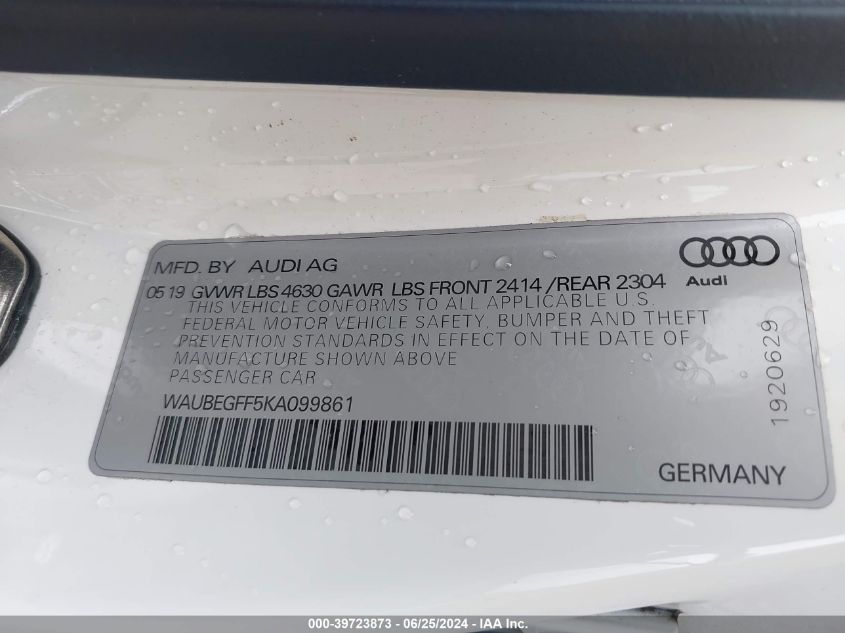 MFD. BY AUDI AG
Audi
05 19 GVWR LBS 4630 GAWR LBS FRONT 2414 / REAR 2304
THIS VEHICLE CONFORMS TO ALL APPLICABLE U.S.
FEDERAL MOTOR VEHICLE SAFETY, BUMPER AND THEFT
PREVENTION STANDARDS IN EFFECT ON THE DATE OF
MANUFACTURE SHOWN ABOVE
PASSENGER CAR
WAUBEGFF5KA099861
1920629
GERMANY
000-39723873 / 06/25/2024 - IAA Inc.